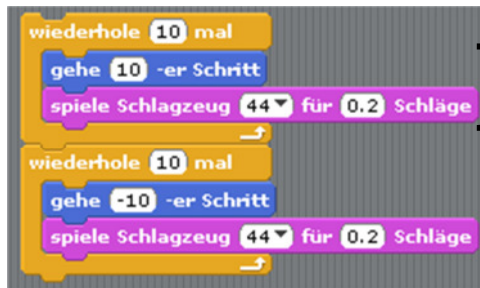 wiederhole 10 mal
gehe 10 -er Schritt
spiele Schlagzeug 44 für 0.2 Schläge
wiederhole 10 mal
gehe -10 -er Schritt
spiele Schlagzeug 44 für 0.2 Schläge